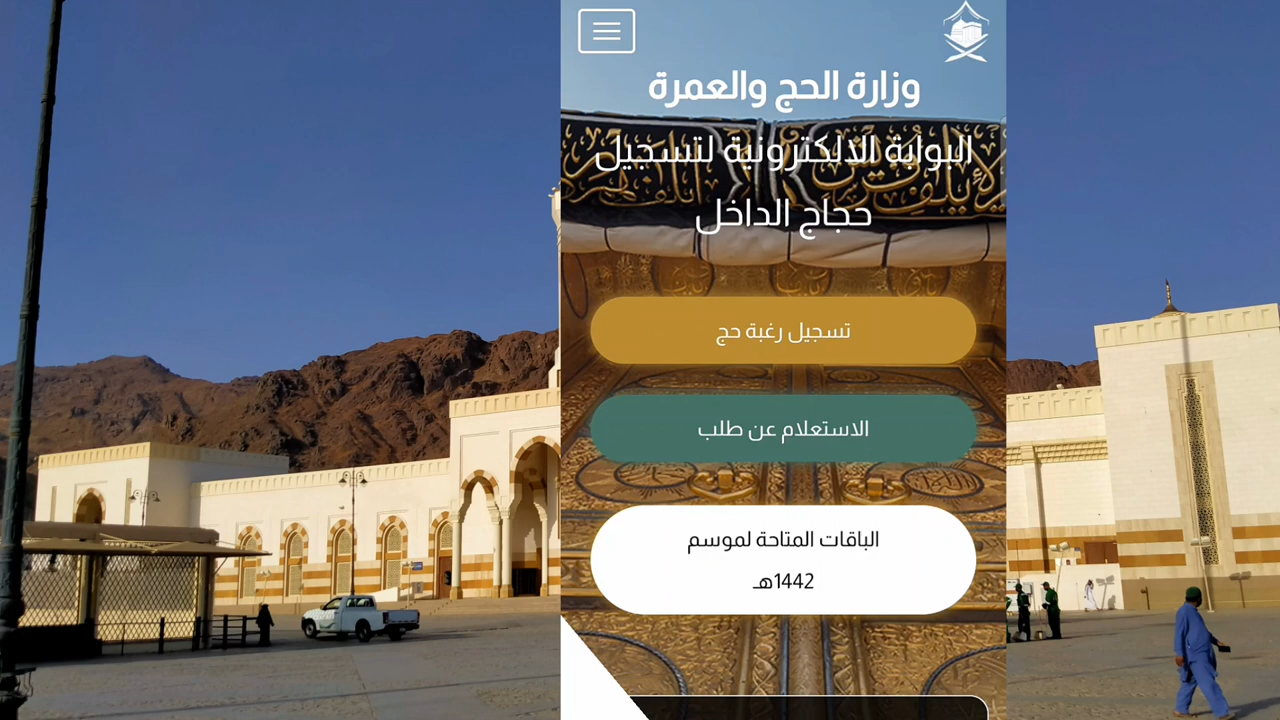 وزارة الحج والعمرة
البوابة الالكترونية لتسجيل
حجاج الداخل
تسجيل رغبة حج
الاستعلام عن طلب
الباقات المتاحة لموسم
1442هـ